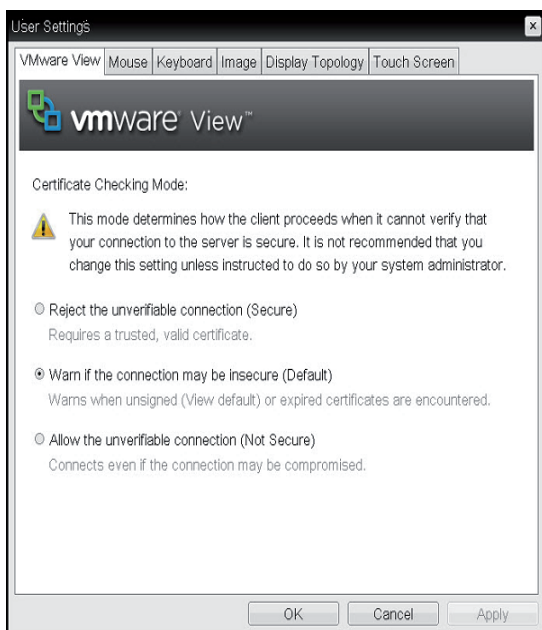 User Settings
VMware View Mouse Keyboard Image Display Topology Touch Screen
vmware View™
Certificate Checking Mode:
This mode determines how the client proceeds when it cannot verify that
your connection to the server is secure. It is not recommended that you
change this setting unless instructed to do so by your system administrator.
Reject the unverifiable connection (Secure)
Requires a trusted, valid certificate.
Warn if the connection may be insecure (Default)
Warns when unsigned (View default) or expired certificates are encountered.
Allow the unverifiable connection (Not Secure)
Connects even if the connection may be compromised.
OK Cancel Apply